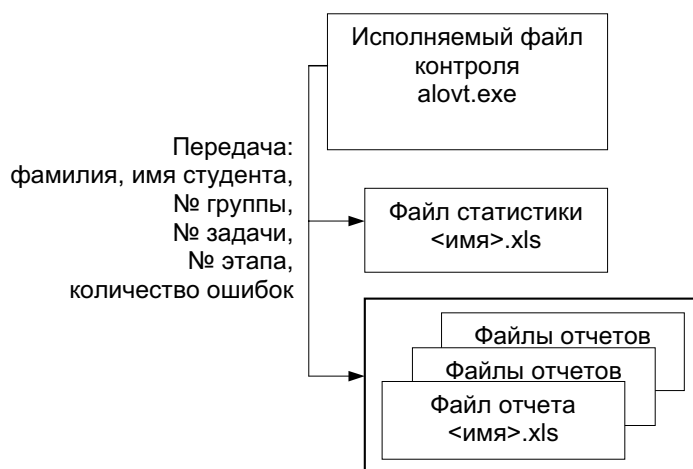 Исполняемый файл
контроля
alovt.exe
Передача:
фамилия, имя студента,
№ группы,
№ задачи,
№ этапа,
количество ошибок
Файл статистики
<имя>.xls
Файлы отчетов
Файлы отчетов
Файл отчета
<имя>.xls